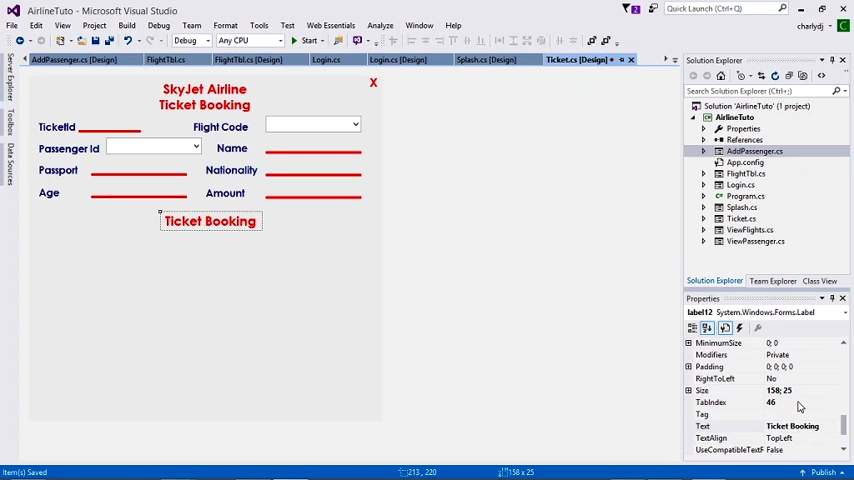 AirlineTuto - Microsoft Visual Studio
2
Quick Launch (Ctrl+;)
File Edit View Project Build Debug Team Format Tools Test Web Essentials Analyze Window Help
charlydj
Debug Any CPU Start
AddPassenger.cs [Design] FlightTbl.cs FlightTbl.cs [Design] Login.cs Login.cs [Design] Splash.cs [Design] Ticket.cs [Design]
Server Explorer
Toolbox
Data Sources
SkyJet Airline
X
Ticket Booking
TicketId Flight Code
Passenger Id Name
Passport Nationality
Age Amount
Ticket Booking
Solution Explorer
Search Solution Explorer (Ctrl+;)
Solution 'AirlineTuto' (1 project)
AirlineTuto
Properties
References
AddPassenger.cs
App.config
FlightTbl.cs
Login.cs
Program.cs
Splash.cs
Ticket.cs
ViewFlights.cs
ViewPassenger.cs
Solution Explorer Team Explorer Class View
Properties
label12 System.Windows.Forms.Label
MinimumSize 0; 0
Modifiers Private
Padding 0; 0; 0; 0
RightToLeft No
Size 158; 25
TabIndex 46
Tag
Text Ticket Booking
TextAlign TopLeft
UseCompatibleTextR False
Item(s) Saved 213 , 220 158 x 25 Publish